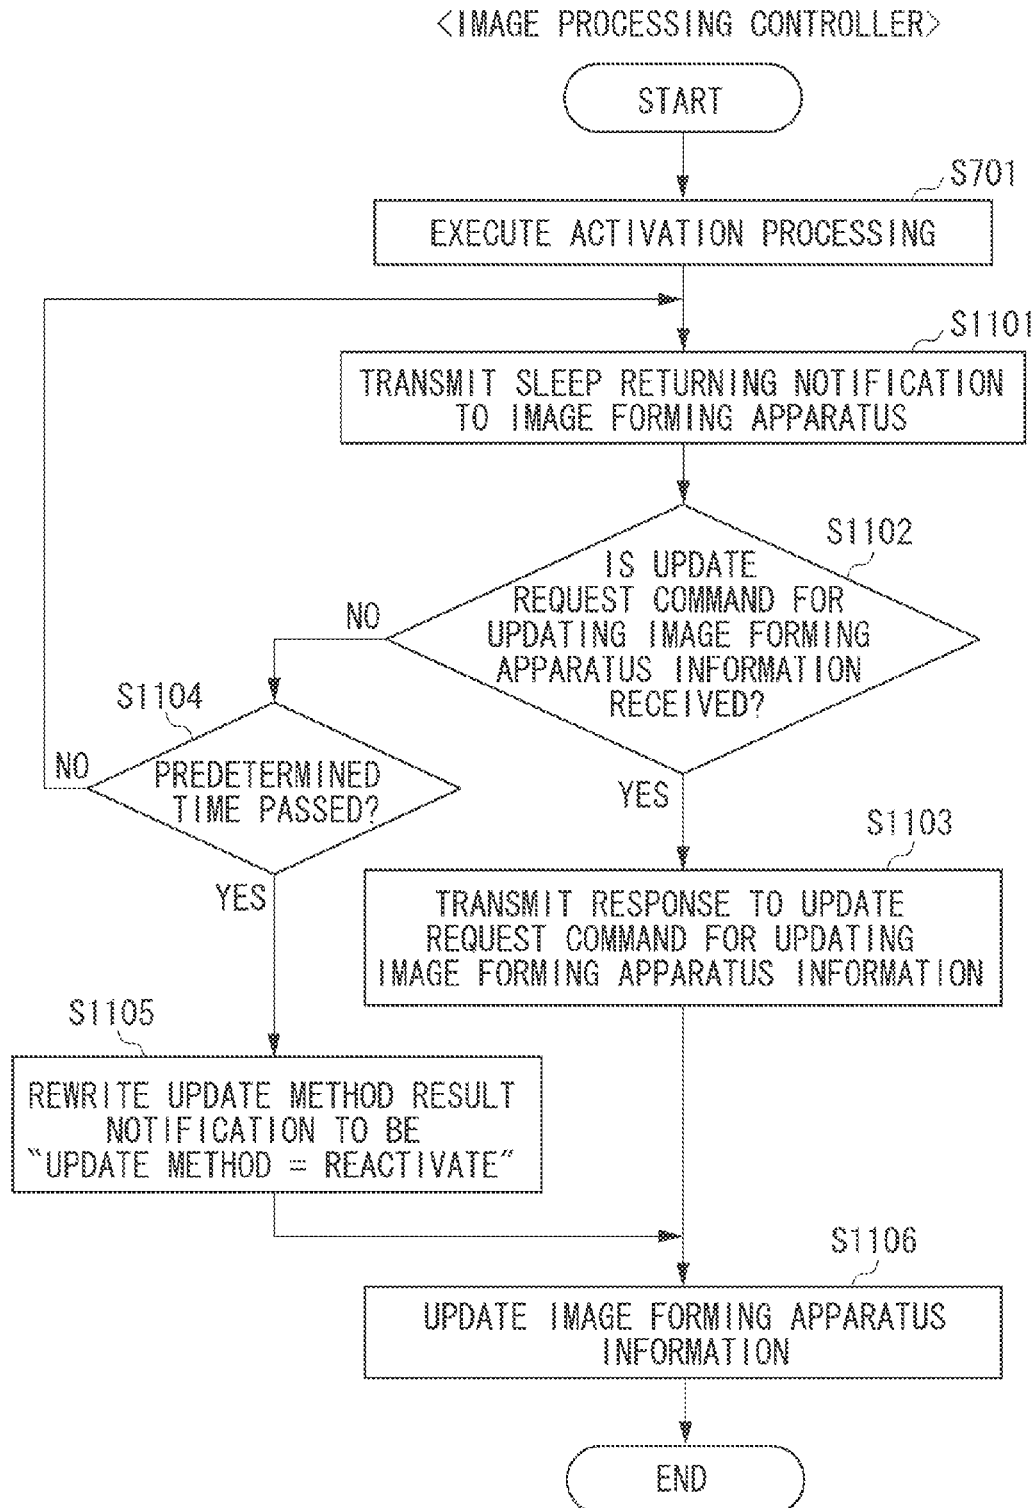 <IMAGE PROCESSING CONTROLLER>
START
S701
EXECUTE ACTIVATION PROCESSING
S1101
TRANSMIT SLEEP RETURNING NOTIFICATION
TO IMAGE FORMING APPARATUS
S1102
IS UPDATE
REQUEST COMMAND FOR
UPDATING IMAGE FORMING
APPARATUS INFORMATION
RECEIVED?
NO
YES
S1104
PREDETERMINED
TIME PASSED?
NO
YES
S1103
TRANSMIT RESPONSE TO UPDATE
REQUEST COMMAND FOR UPDATING
IMAGE FORMING APPARATUS INFORMATION
S1105
REWRITE UPDATE METHOD RESULT
NOTIFICATION TO BE
“UPDATE METHOD = REACTIVATE”
S1106
UPDATE IMAGE FORMING APPARATUS
INFORMATION
END